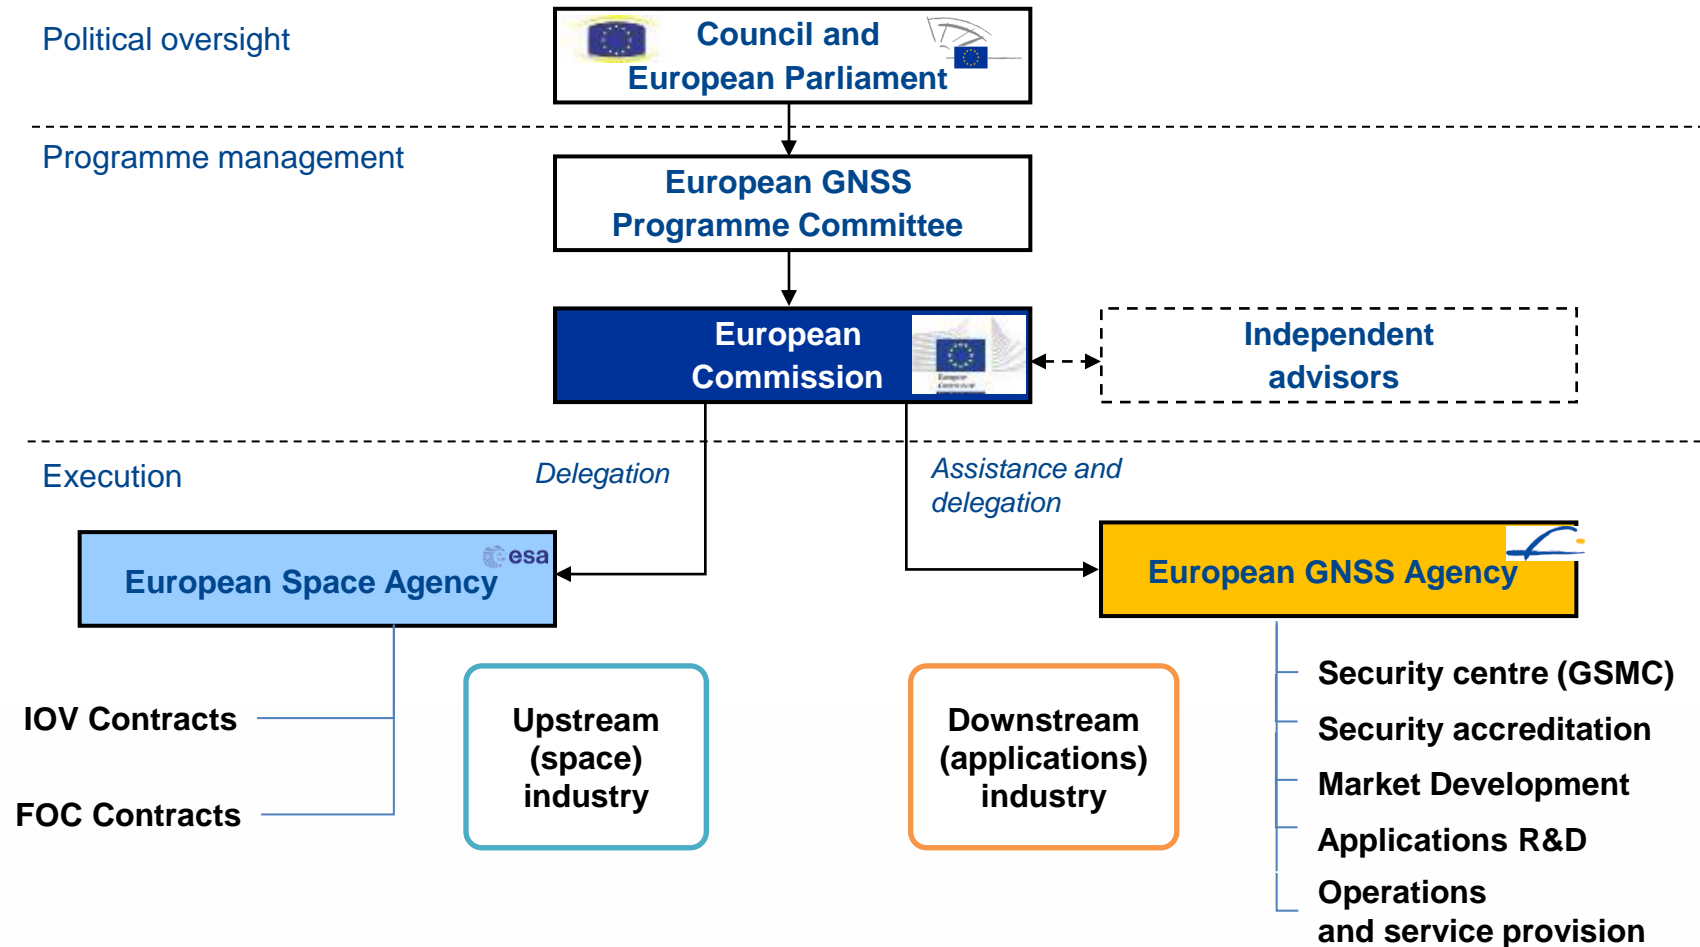 Political oversight
Council and
European Parliament
Programme management
European GNSS
Programme Committee
European
Commission
European
Commission
Independent
advisors
Execution
Delegation
Assistance and
delegation
esa
European Space Agency
European GNSS Agency
IOV Contracts
FOC Contracts
Upstream
(space)
industry
Downstream
(applications)
industry
Security centre (GSMC)
Security accreditation
Market Development
Applications R&D
Operations
and service provision